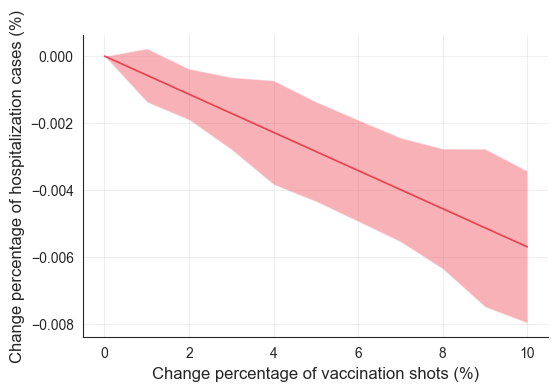 Change percentage of hospitalization cases (%)
0.000
−0.002
−0.004
−0.006
−0.008
0 2 4 6 8 10
Change percentage of vaccination shots (%)